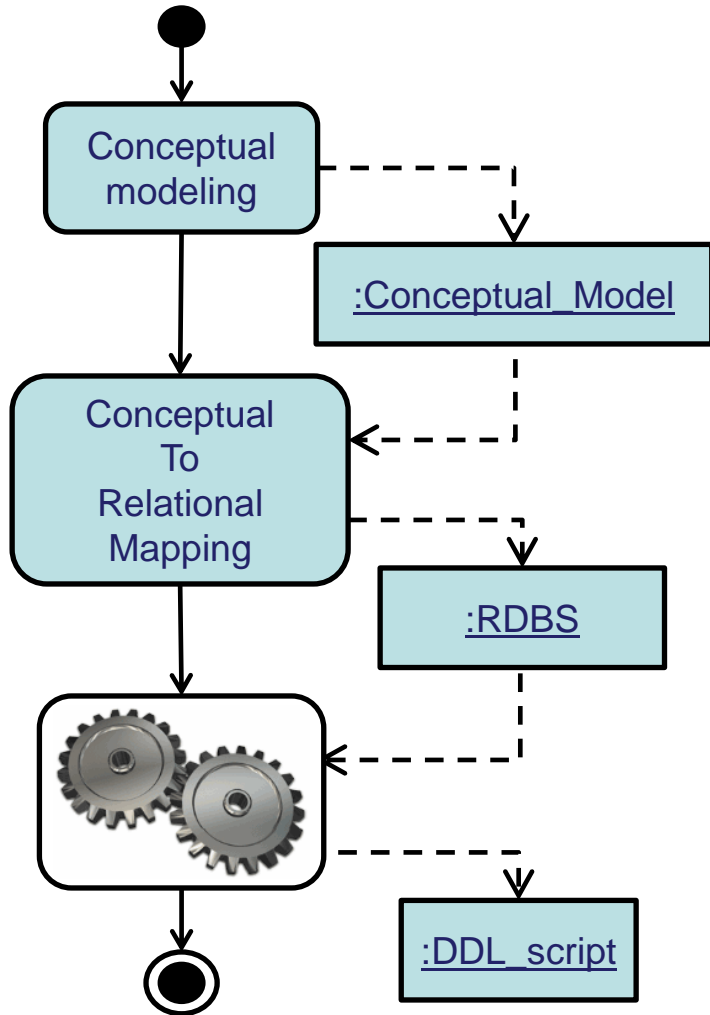 Conceptual
modeling
:Conceptual_Model
Conceptual
To
Relational
Mapping
:RDBS
:DDL_script